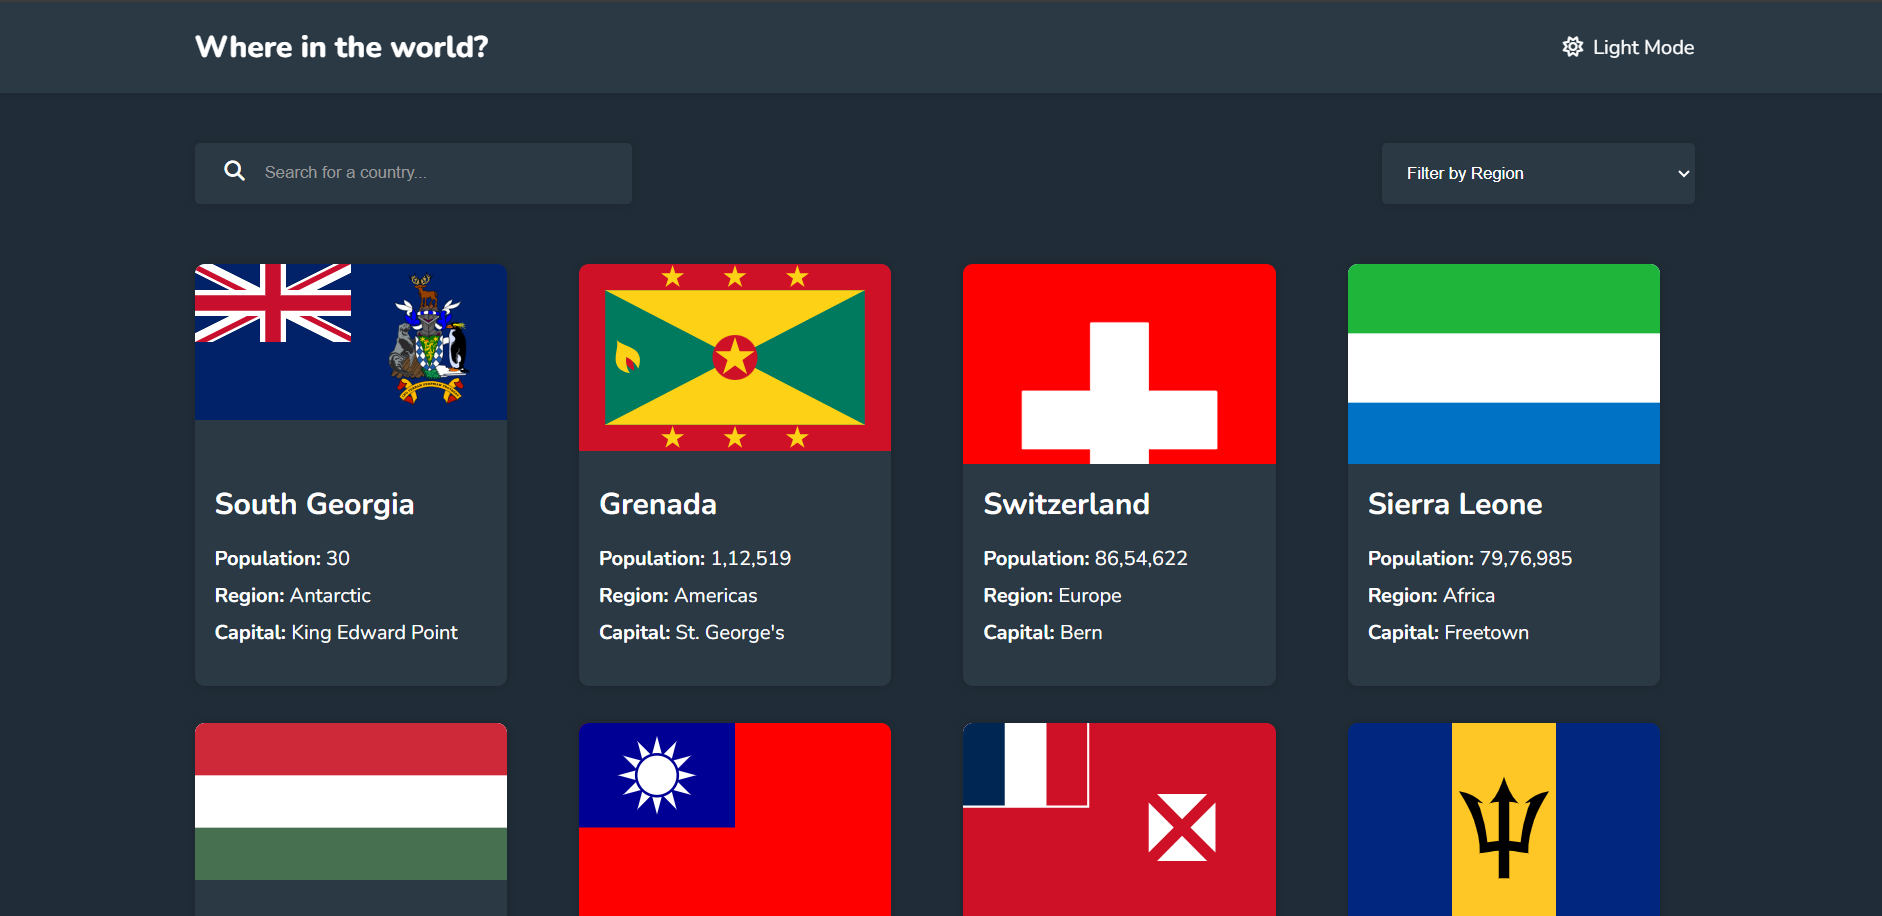 Where in the world?
Light Mode
Search for a country...
Filter by Region
South Georgia
Population: 30
Region: Antarctic
Capital: King Edward Point
Grenada
Population: 1,12,519
Region: Americas
Capital: St. George's
Switzerland
Population: 86,54,622
Region: Europe
Capital: Bern
Sierra Leone
Population: 79,76,985
Region: Africa
Capital: Freetown